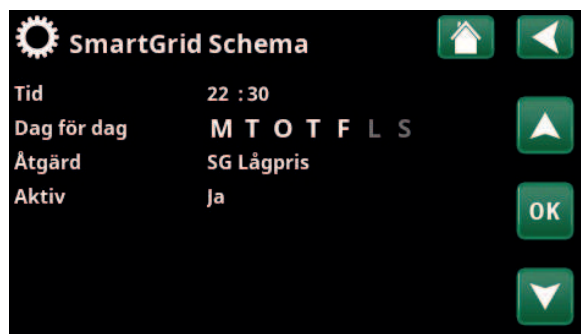 SmartGrid Schema
Tid 22 :30
Dag för dag M T O T F L S
Åtgärd SG Lågpris
Aktiv Ja
OK